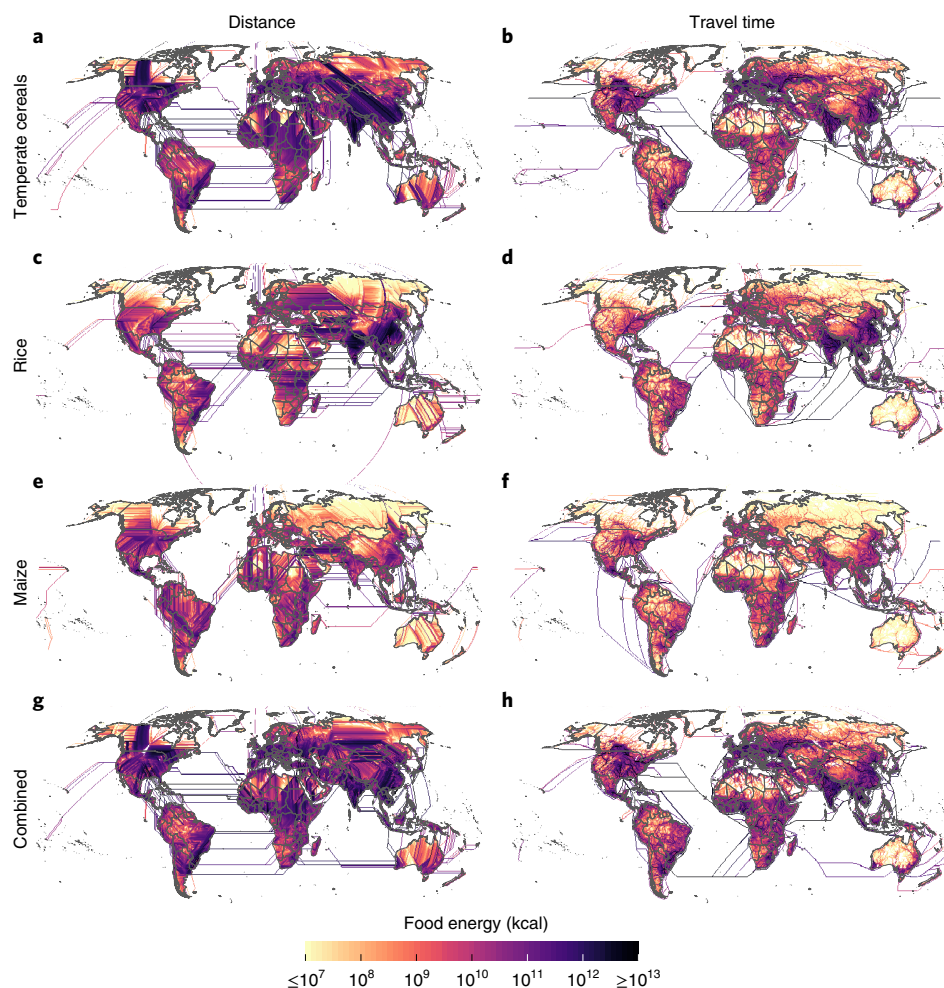 Distance
Travel time
a
b
Temperate cereals
c
d
Rice
e
f
Maize
g
h
Combined
Food energy (kcal)
≤10⁷ 10⁸ 10⁹ 10¹⁰ 10¹¹ 10¹² ≥10¹³